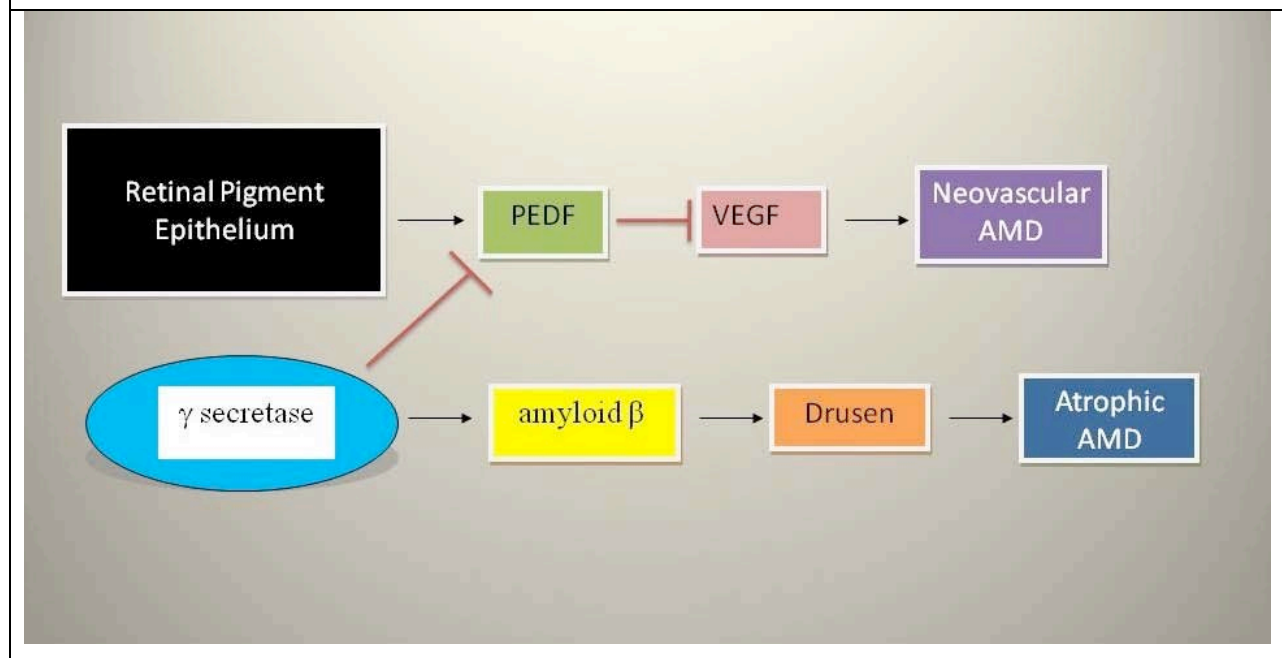 Retinal Pigment
Epithelium
PEDF
VEGF
Neovascular
AMD
γ secretase
amyloid β
Drusen
Atrophic
AMD